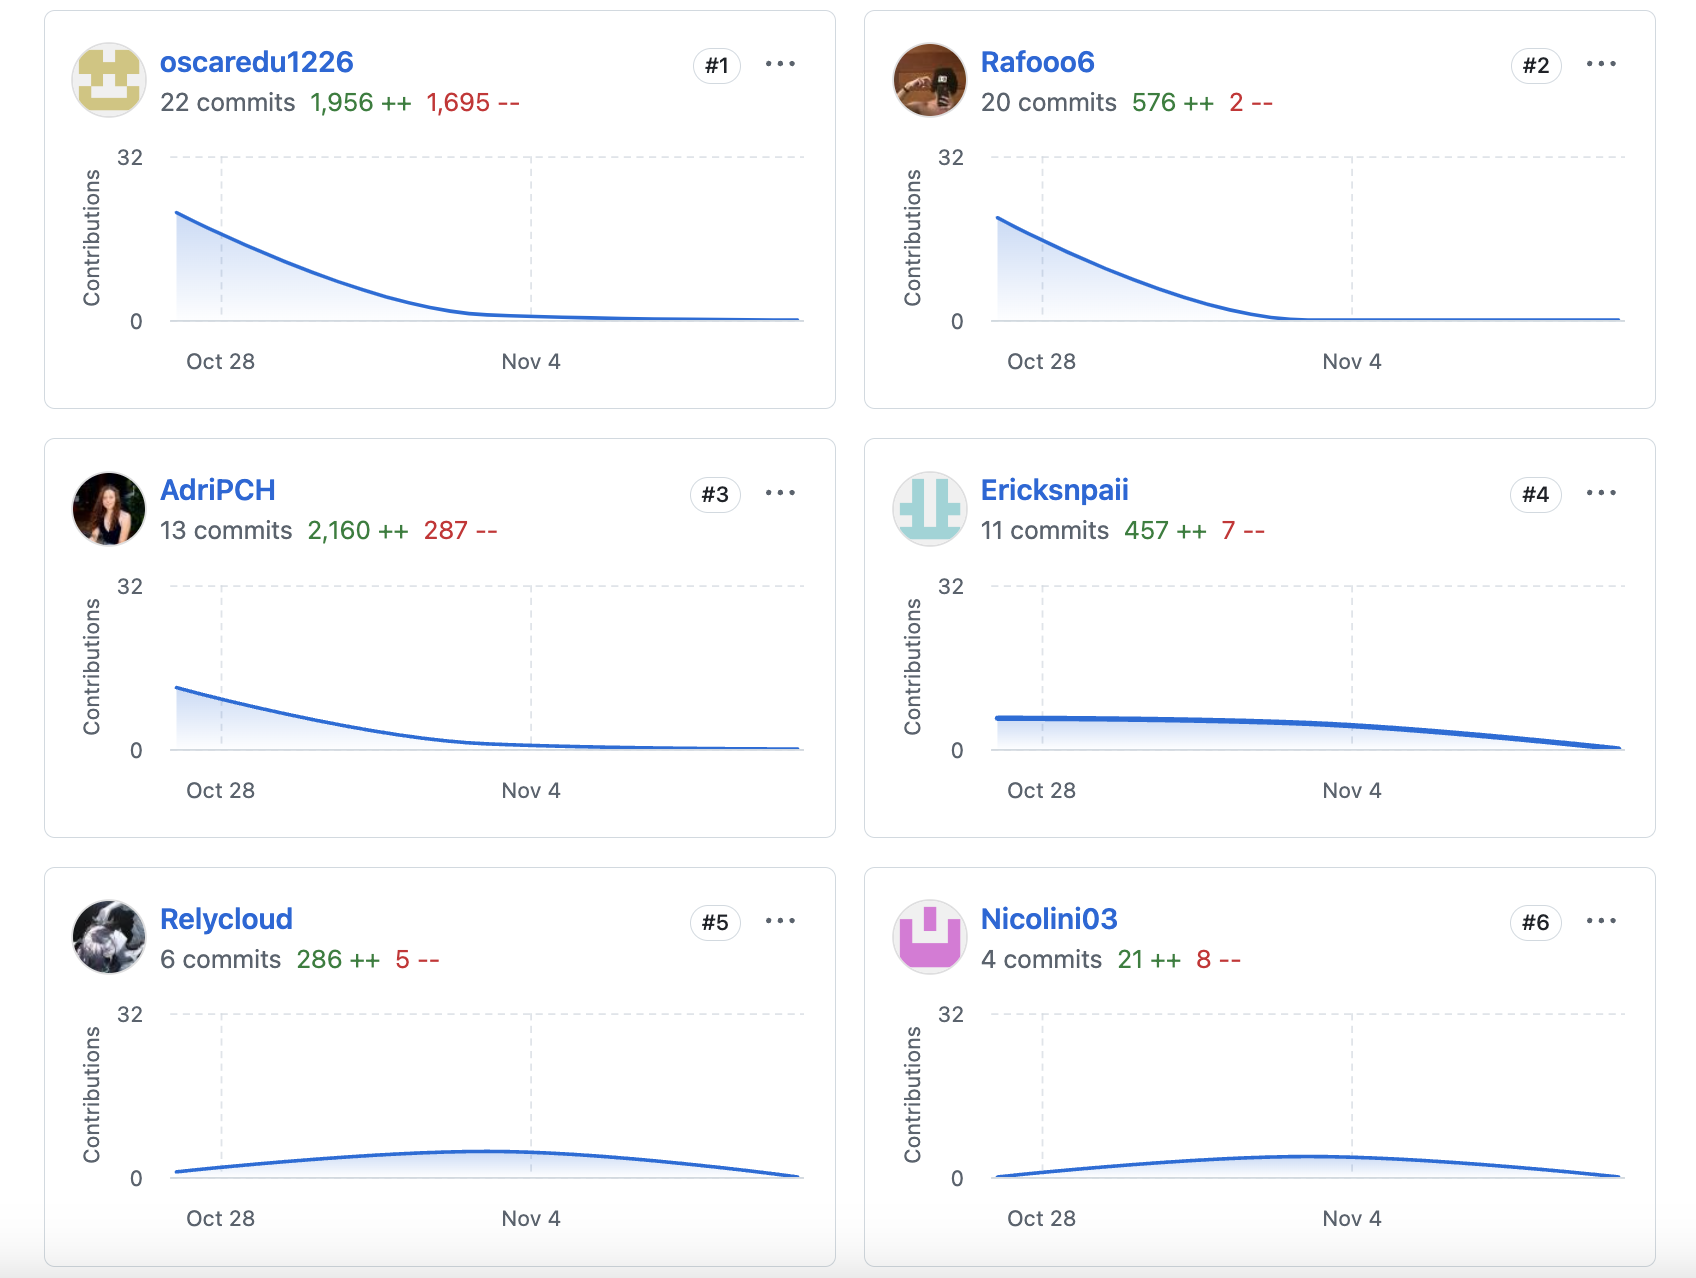 oscaredu1226
#1
22 commits 1,956 ++ 1,695 --
Contributions
32
0
Oct 28 Nov 4
Rafooo6
#2
20 commits 576 ++ 2 --
Contributions
32
0
Oct 28 Nov 4
AdriPCH
#3
13 commits 2,160 ++ 287 --
Contributions
32
0
Oct 28 Nov 4
Ericksnpaii
#4
11 commits 457 ++ 7 --
Contributions
32
0
Oct 28 Nov 4
Relycloud
#5
6 commits 286 ++ 5 --
Contributions
32
0
Oct 28 Nov 4
Nicolini03
#6
4 commits 21 ++ 8 --
Contributions
32
0
Oct 28 Nov 4